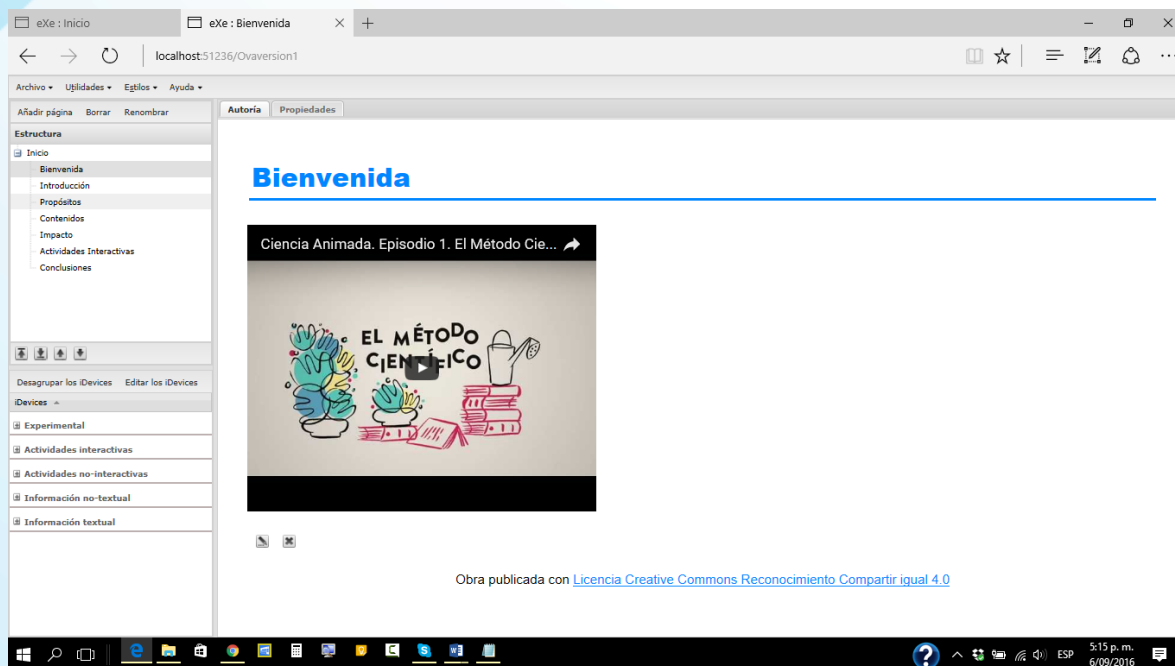 eXe : Inicio
eXe : Bienvenida
localhost:51236/Ovaversion1
Archivo Utilidades Estilos Ayuda
Añadir página Borrar Renombrar
Estructura
Inicio
Bienvenida
Introducción
Propósitos
Contenidos
Impacto
Actividades Interactivas
Conclusiones
Desagrupar los iDevices Editar los iDevices
iDevices
Experimental
Actividades interactivas
Actividades no-interactivas
Información no-textual
Información textual
Autoría Propiedades
Bienvenida
Ciencia Animada. Episodio 1. El Método Cie...
EL MÉTODO
CIENTÍFICO
Obra publicada con Licencia Creative Commons Reconocimiento Compartir igual 4.0
ESP
5:15 p. m.
6/09/2016